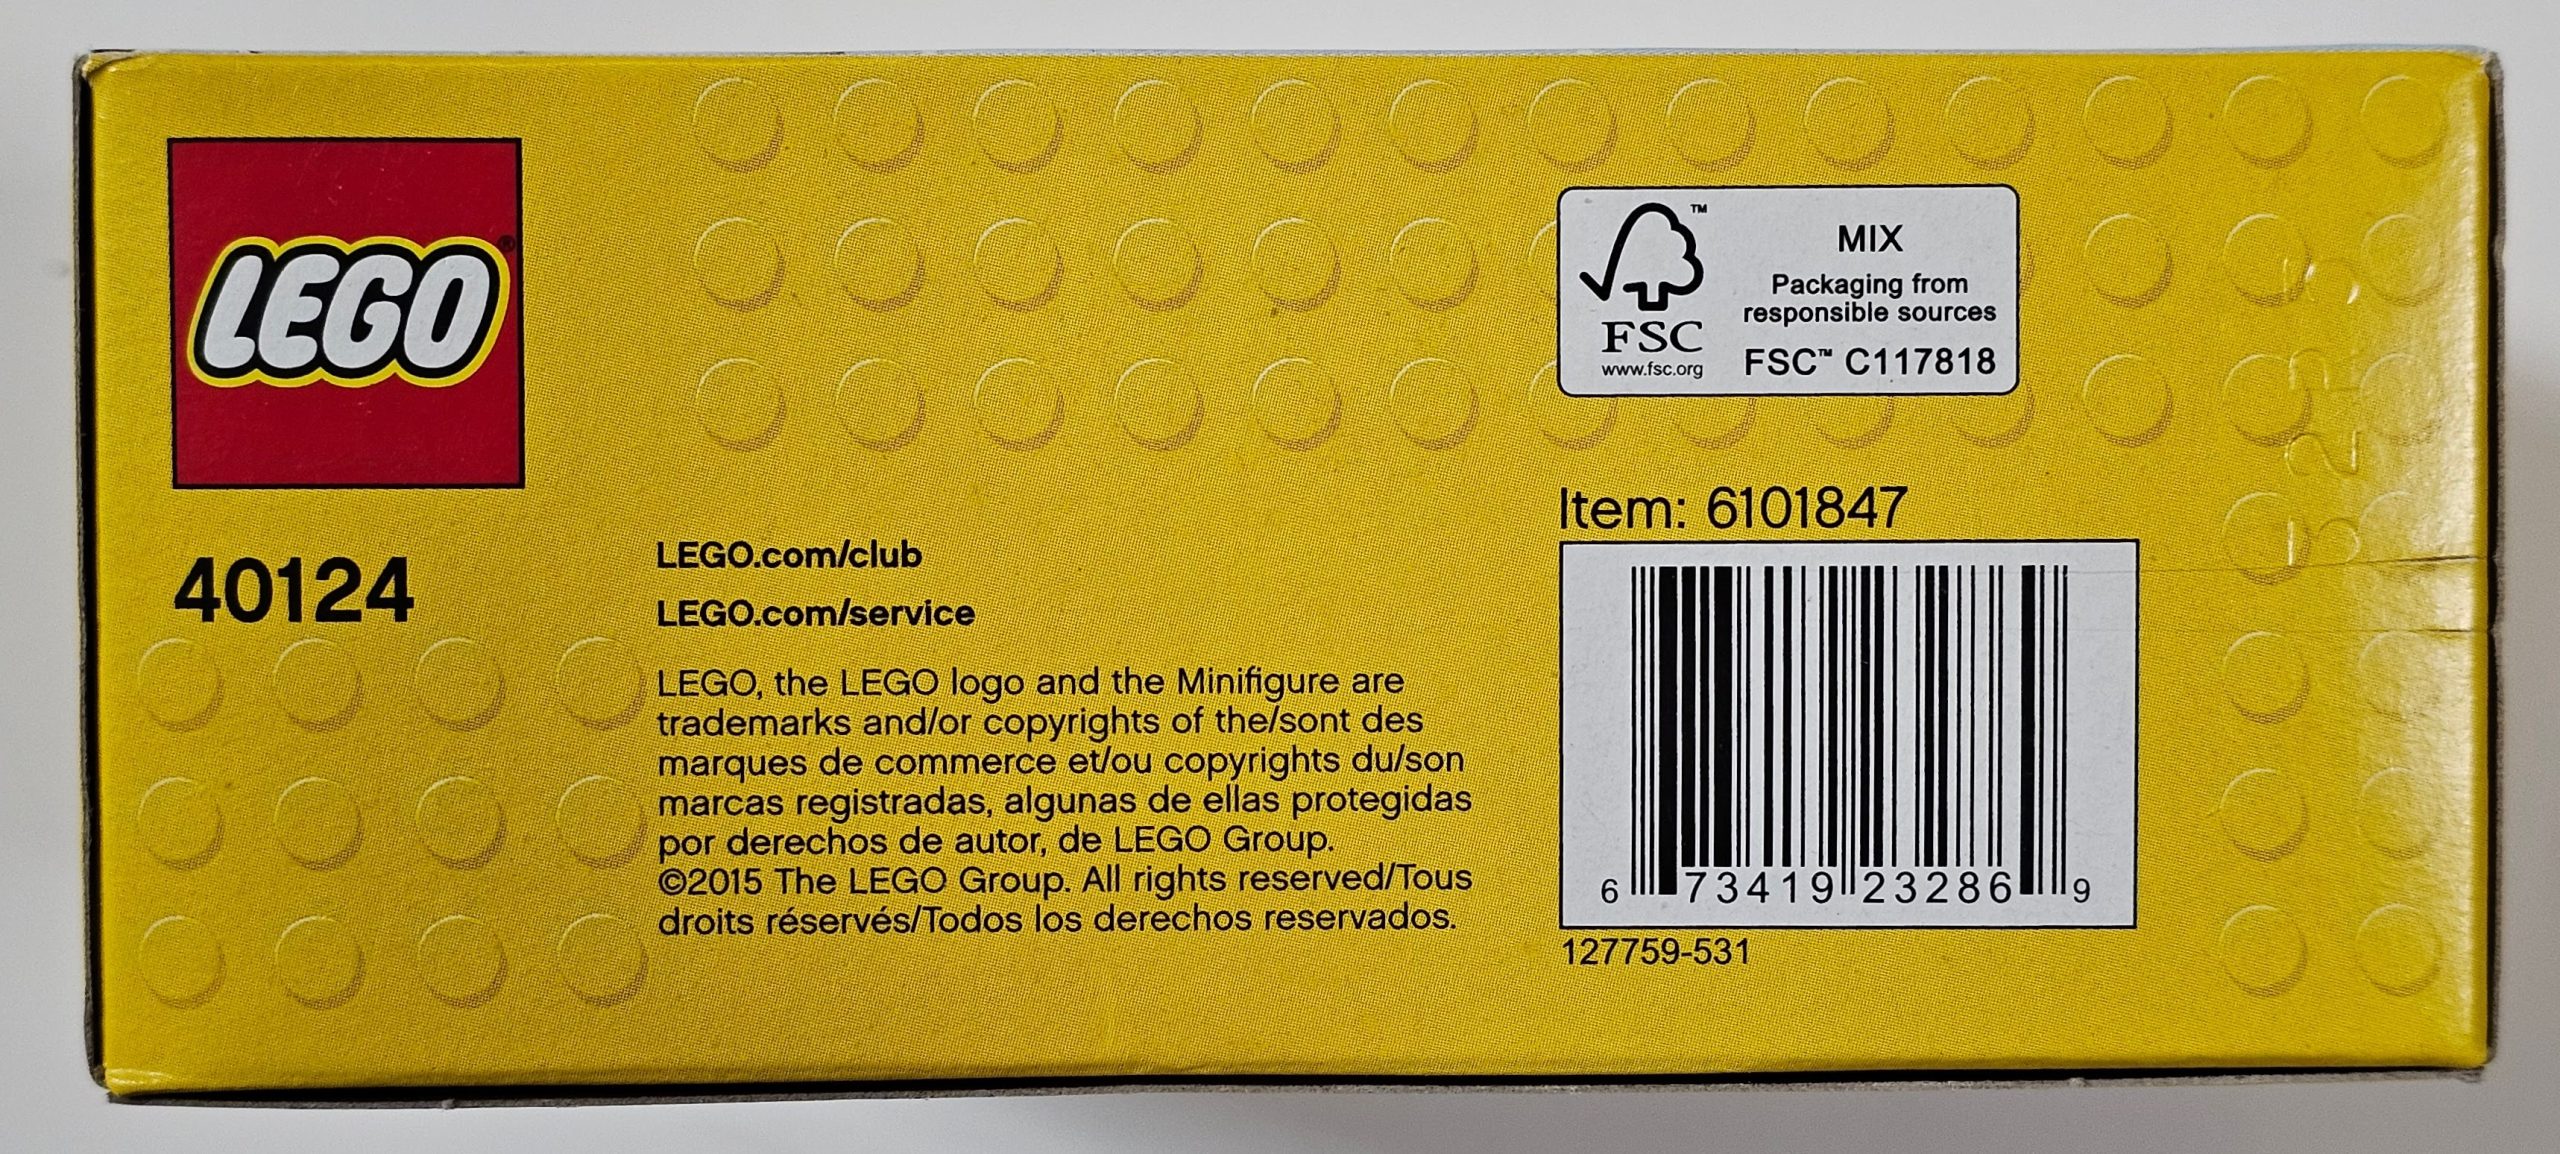 LEGO®
40124
LEGO.com/club
LEGO.com/service
LEGO, the LEGO logo and the Minifigure are
trademarks and/or copyrights of the/sont des
marques de commerce et/ou copyrights du/son
marcas registradas, algunas de ellas protegidas
por derechos de autor, de LEGO Group.
©2015 The LEGO Group. All rights reserved/Tous
droits réservés/Todos los derechos reservados.
™
FSC
www.fsc.org
MIX
Packaging from
responsible sources
FSC™ C117818
Item: 6101847
6 73419 23286 9
127759-531